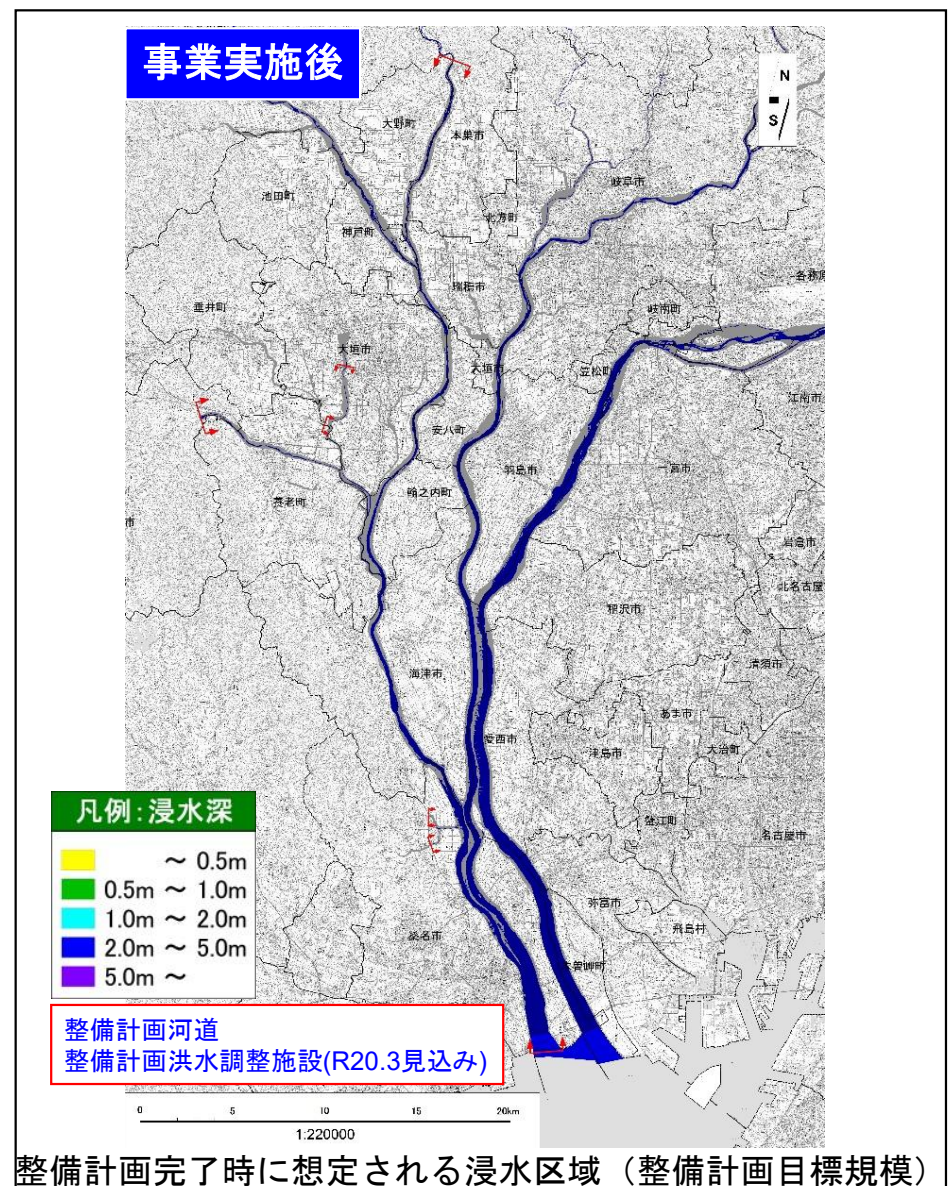 事業実施後
N
S
大野町
本巣市
岐阜市
池田町
北方町
神戸町
瑞穂市
各務原
垂井町
岐南町
大垣市
大垣市
笠松町
江南市
安八町
羽島市
一宮市
輪之内町
養老町
市
岩倉市
北名古屋
稲沢市
清須市
海津市
あま市
愛西市
津島市
大治町
蟹江町
名古屋市
弥富市
飛島村
桑名市
木曽岬町
凡例:浸水深
～ 0.5m
0.5m ～ 1.0m
1.0m ～ 2.0m
2.0m ～ 5.0m
5.0m ～
整備計画河道
整備計画洪水調整施設(R20.3見込み)
0 5 10 15 20km
1:220000
整備計画完了時に想定される浸水区域（整備計画目標規模）